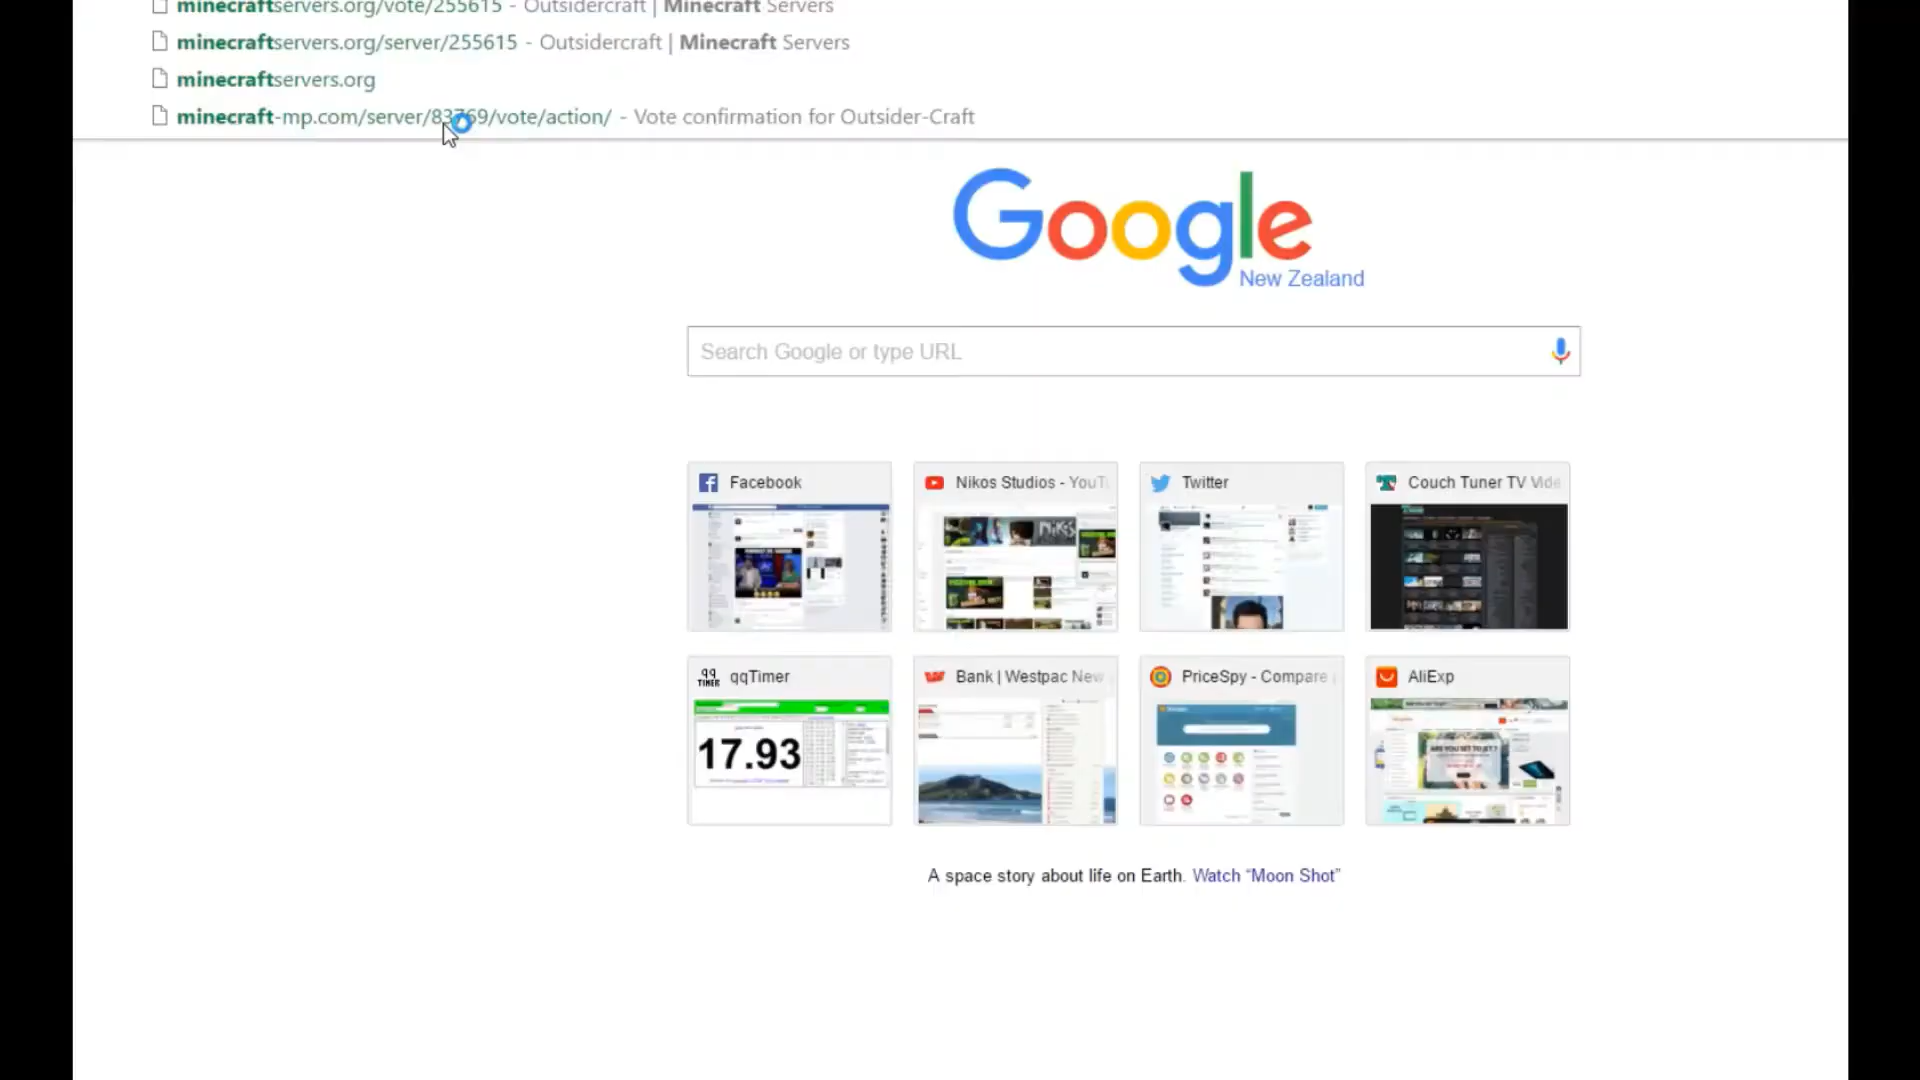 minecraftservers.org/vote/255615 - Outsidercraft | Minecraft Servers
minecraftservers.org/server/255615 - Outsidercraft | Minecraft Servers
minecraftservers.org
minecraft-mp.com/server/83769/vote/action/ - Vote confirmation for Outsider-Craft
Google
New Zealand
Search Google or type URL
Facebook
Nikos Studios - YouT
Twitter
Couch Tuner TV Vide
qqTimer
Bank | Westpac New
PriceSpy - Compare
AliExp
17.93
A space story about life on Earth. Watch “Moon Shot”